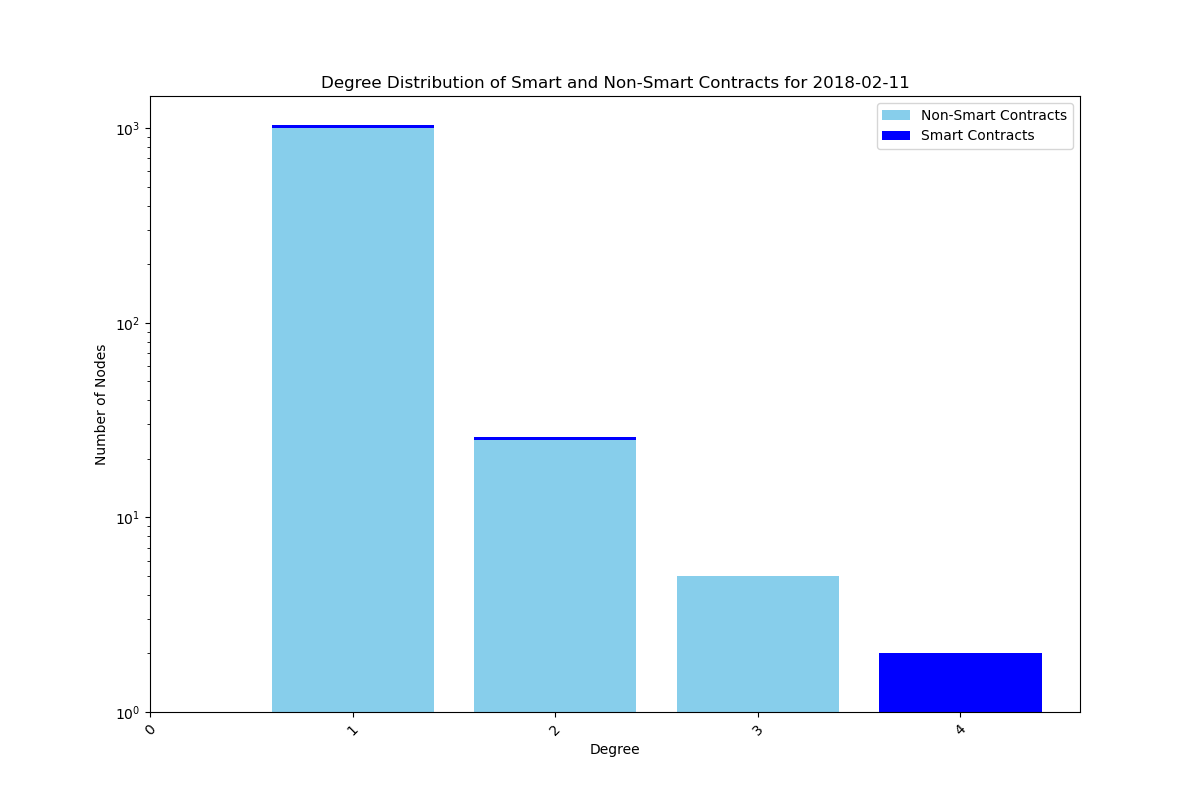 Degree Distribution of Smart and Non-Smart Contracts for 2018-02-11
Non-Smart Contracts
Smart Contracts
10³
10²
10¹
10⁰
Number of Nodes
0 1 2 3 4
Degree